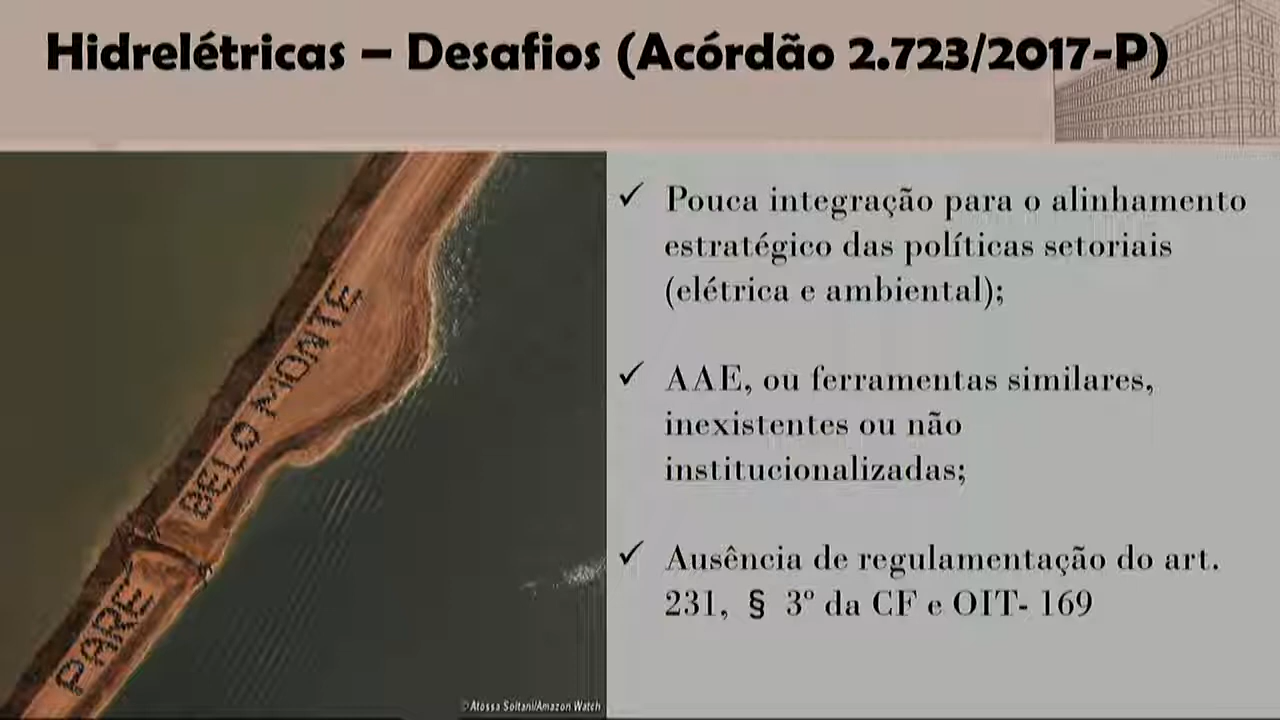 Hidrelétricas – Desafios (Acórdão 2.723/2017-P)
BELO MONTE
PARE
✓ Pouca integração para o alinhamento
estratégico das políticas setoriais
(elétrica e ambiental);
✓ AAE, ou ferramentas similares,
inexistentes ou não
institucionalizadas;
✓ Ausência de regulamentação do art.
231, § 3º da CF e OIT- 169
©Atossa Soltani/Amazon Watch